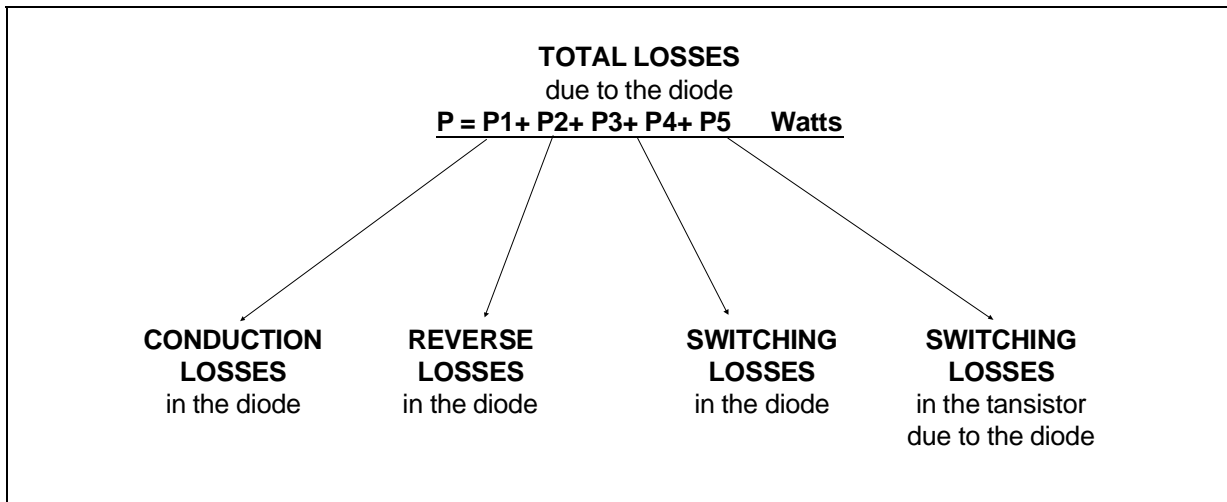 TOTAL LOSSES
due to the diode
P = P1+ P2+ P3+ P4+ P5 Watts
CONDUCTION
LOSSES
in the diode
REVERSE
LOSSES
in the diode
SWITCHING
LOSSES
in the diode
SWITCHING
LOSSES
in the tansistor
due to the diode